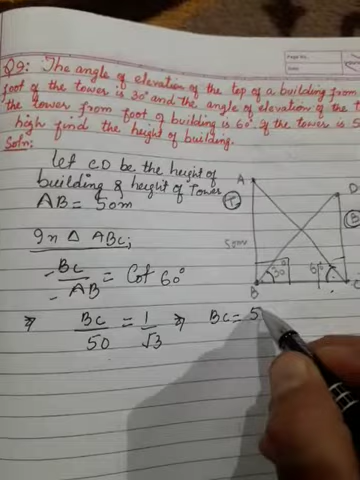 Page No.
Date
Q9: The angle of elevation of the top of a building from
foot of the tower is 30° and the angle of elevation of the
the tower from foot of building is 60°. If the tower is 5
high find the height of building.
Soln:
Let CD be the height of
building & height of Tower
AB = 50m
In △ ABC;
BC/AB = Cot 60°
⇒ BC/50 = 1/√3 ⇒ BC = 5
A
D
T
B
50m
30°
60°
B
C